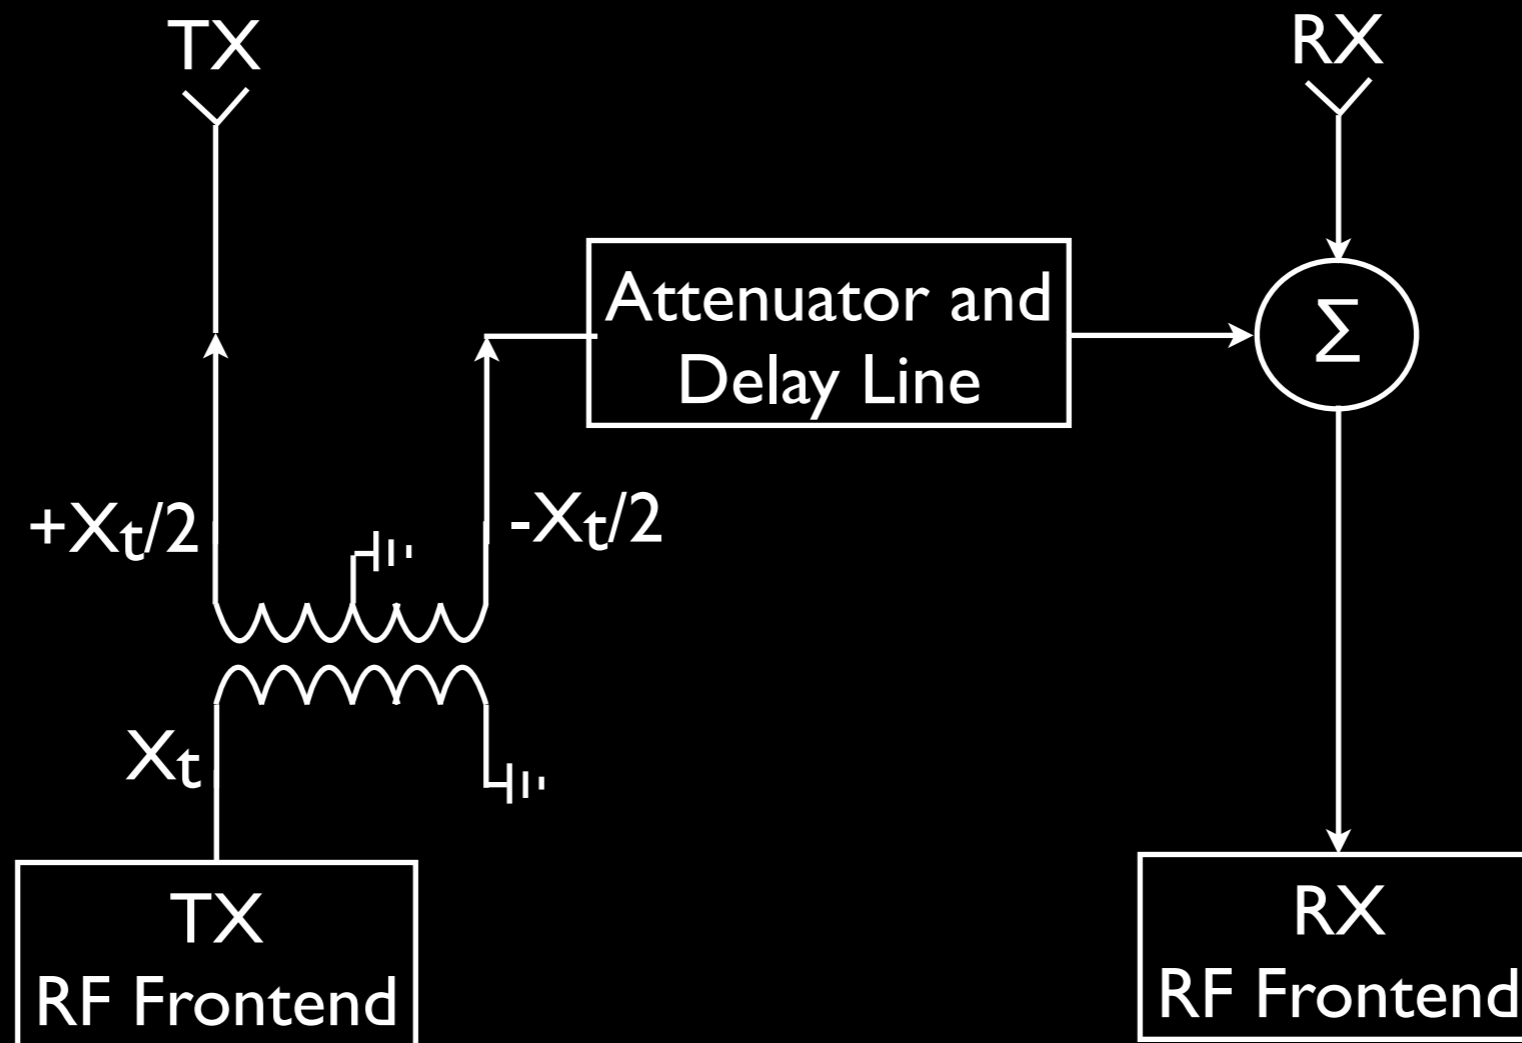 TX
RX
Attenuator and
Delay Line
Σ
+Xt/2
-Xt/2
Xt
TX
RF Frontend
RX
RF Frontend